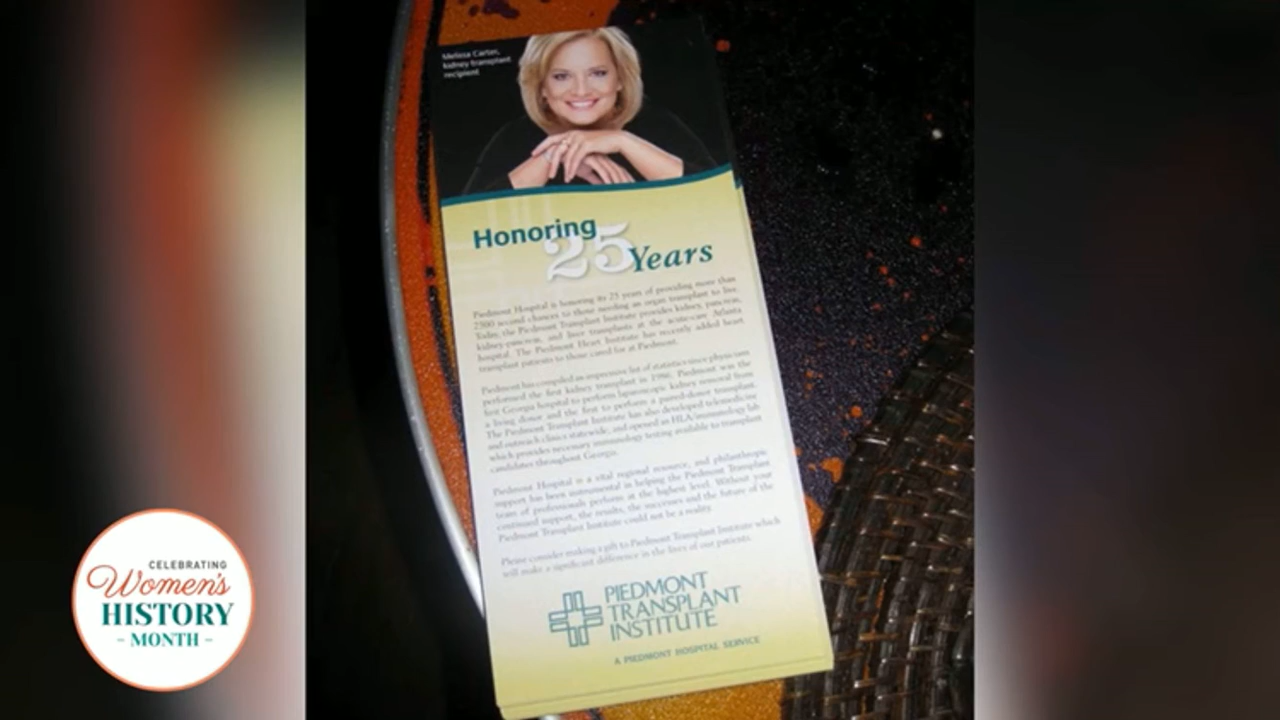 Melissa Carter,
kidney transplant
recipient
Honoring
25 Years
Piedmont Hospital is honoring its 25 years of providing more than
2500 second chances to those needing an organ transplant to live.
Today, the Piedmont Transplant Institute provides kidney, pancreas,
kidney-pancreas, and liver transplants at the acute-care Atlanta
hospital. The Piedmont Heart Institute has recently added heart
transplant patients to those cared for at Piedmont.
Piedmont has compiled an impressive list of statistics since physicians
performed the first kidney transplant in 1986. Piedmont was the
first Georgia hospital to perform laparoscopic kidney removal from
a living donor and the first to perform a paired-donor transplant.
The Piedmont Transplant Institute has also developed telemedicine
and outreach clinics statewide, and opened an HLA/immunology lab
which provides necessary immunology testing available to transplant
candidates throughout Georgia.
Piedmont Hospital is a vital regional resource, and philanthropic
support has been instrumental in helping the Piedmont Transplant
team of professionals perform at the highest level. Without your
continued support, the results, the successes and the future of the
Piedmont Transplant Institute could not be a reality.
Please consider making a gift to Piedmont Transplant Institute which
will make a significant difference in the lives of our patients.
PIEDMONT
TRANSPLANT
INSTITUTE
A PIEDMONT HOSPITAL SERVICE
CELEBRATING
Women's
HISTORY
- MONTH -